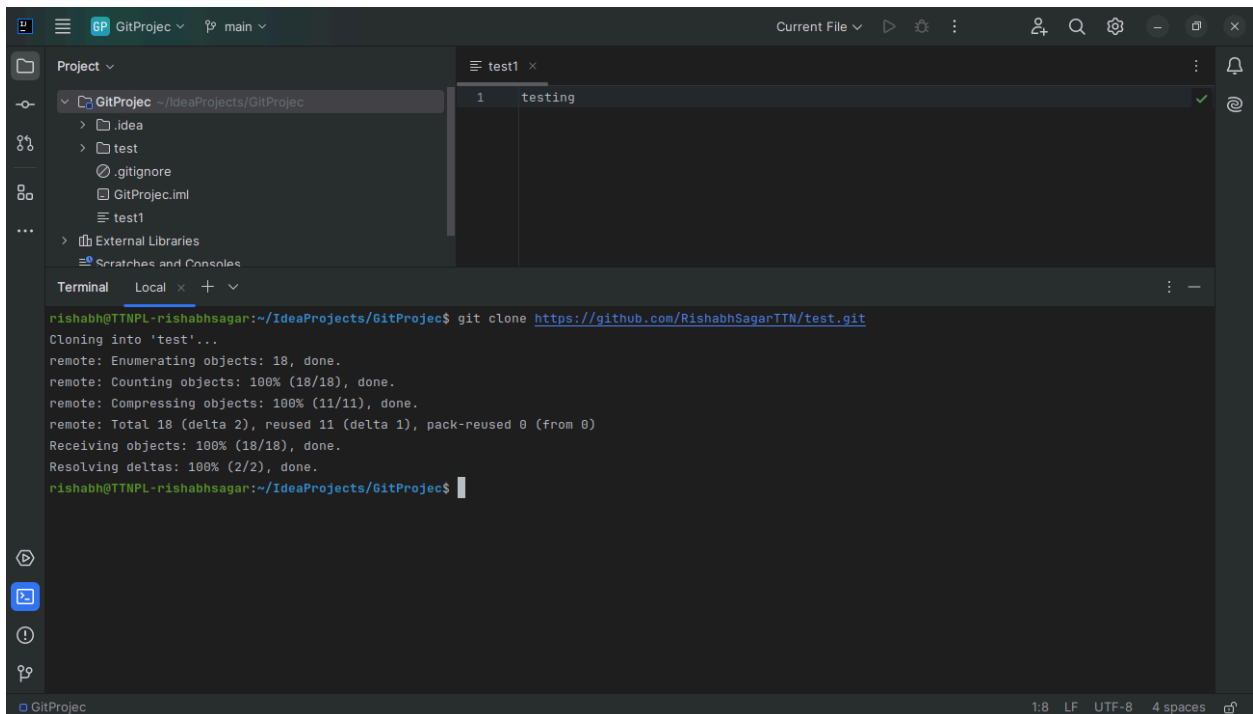 GP GitProjec main Current File
Project
test1
GitProjec ~/IdeaProjects/GitProjec
1 testing
.idea
test
.gitignore
GitProjec.iml
test1
External Libraries
Scratches and Consoles
Terminal Local
rishabh@TTNPL-rishabhsagar:~/IdeaProjects/GitProjec$ git clone https://github.com/RishabhSagarTTN/test.git
Cloning into 'test'...
remote: Enumerating objects: 18, done.
remote: Counting objects: 100% (18/18), done.
remote: Compressing objects: 100% (11/11), done.
remote: Total 18 (delta 2), reused 11 (delta 1), pack-reused 0 (from 0)
Receiving objects: 100% (18/18), done.
Resolving deltas: 100% (2/2), done.
rishabh@TTNPL-rishabhsagar:~/IdeaProjects/GitProjec$
GitProjec 1:8 LF UTF-8 4 spaces